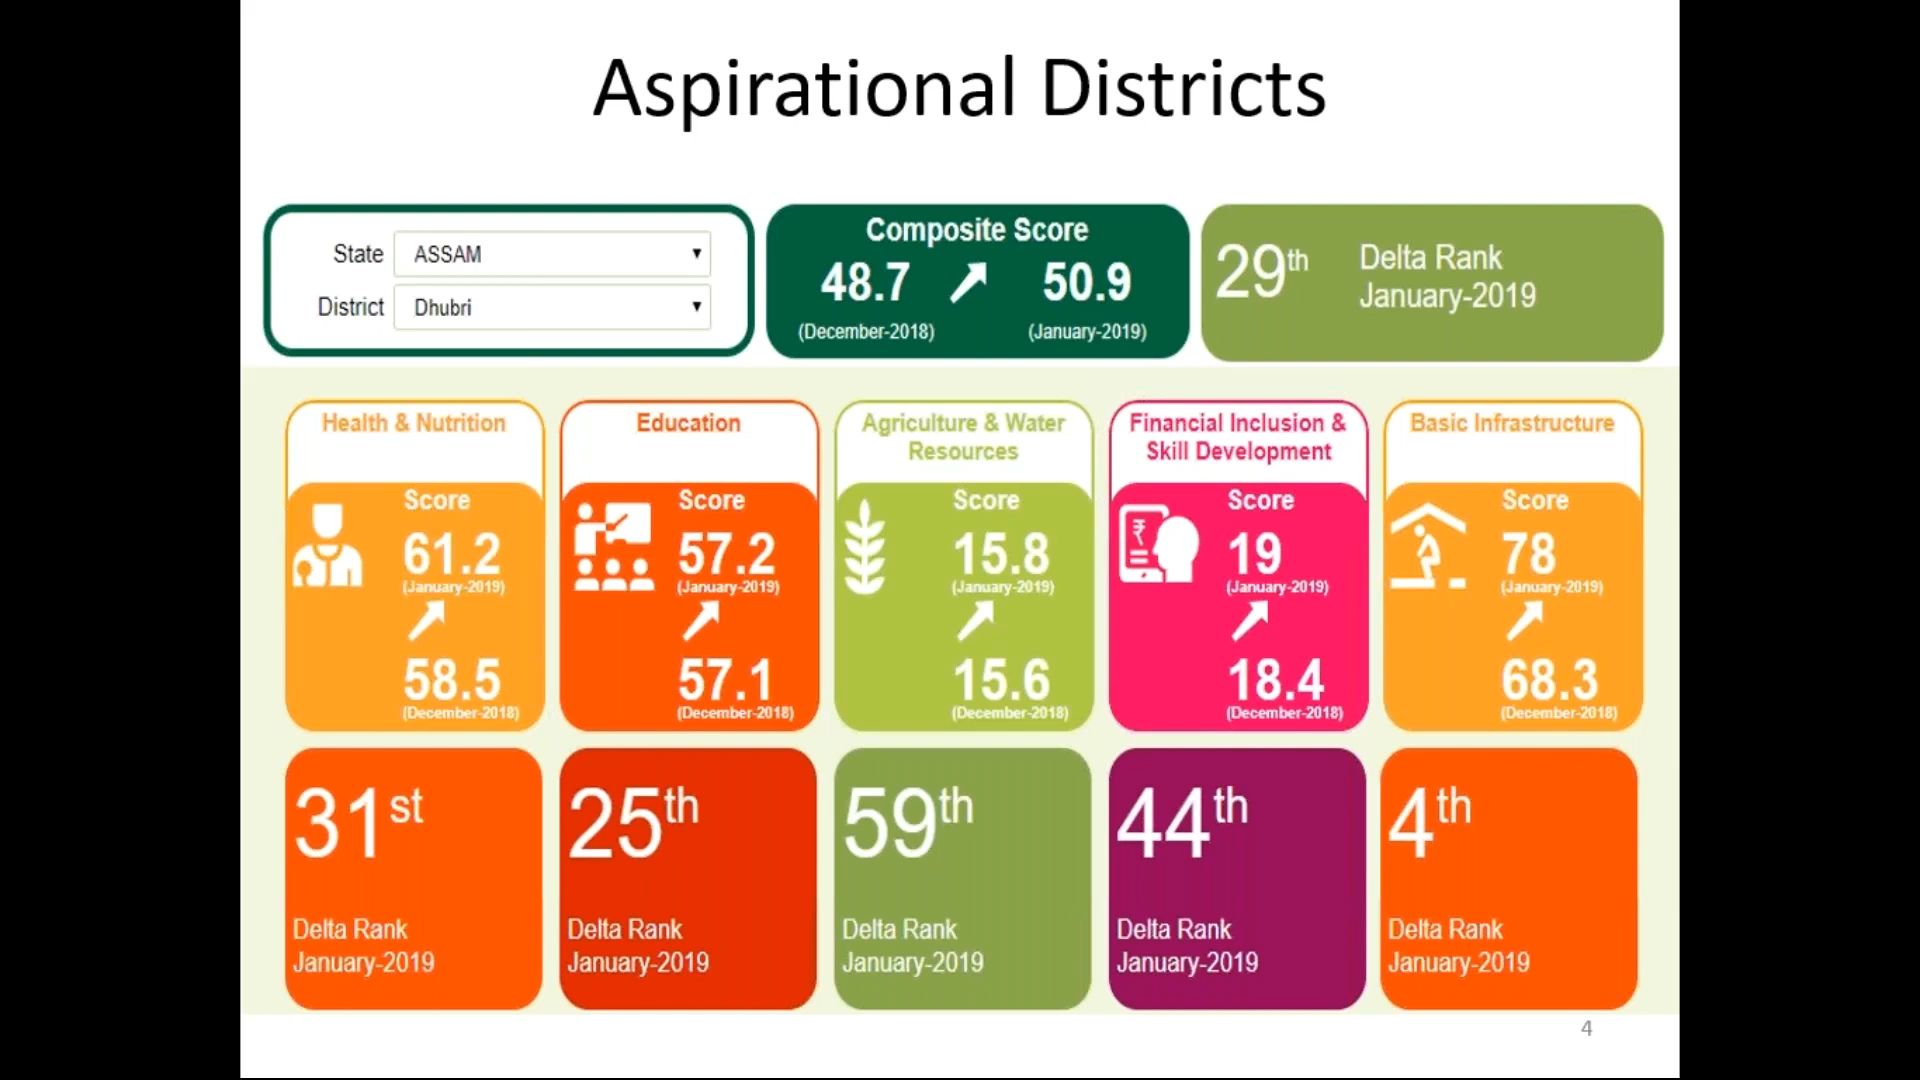 Aspirational Districts
State ASSAM
District Dhubri
Composite Score
48.7 50.9
(December-2018) (January-2019)
29th Delta Rank
January-2019
Health & Nutrition
Score
61.2
(January-2019)
58.5
(December-2018)
31st
Delta Rank
January-2019
Education
Score
57.2
(January-2019)
57.1
(December-2018)
25th
Delta Rank
January-2019
Agriculture & Water
Resources
Score
15.8
(January-2019)
15.6
(December-2018)
59th
Delta Rank
January-2019
Financial Inclusion &
Skill Development
₹
Score
19
(January-2019)
18.4
(December-2018)
44th
Delta Rank
January-2019
Basic Infrastructure
Score
78
(January-2019)
68.3
(December-2018)
4th
Delta Rank
January-2019
4